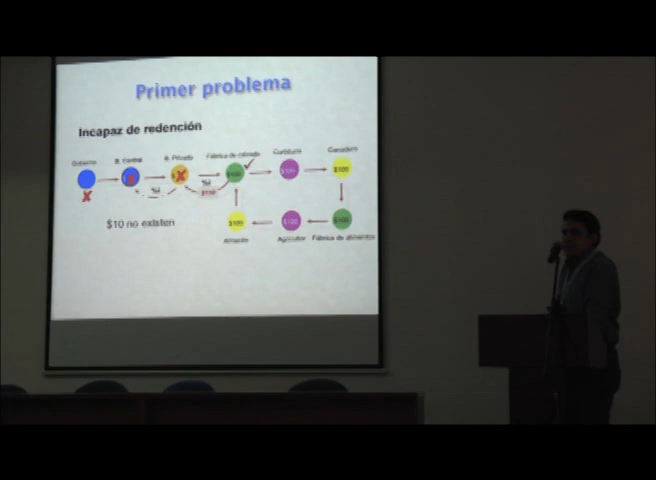 Primer problema
Incapaz de redención
Gobierno B. Central B. Privado Fábrica de calzado Curtiduría Ganadero
$100 $100 $100
%i %i $110
$10 no existen
$100 $100 $100
Almacén Agricultor Fábrica de alimentos